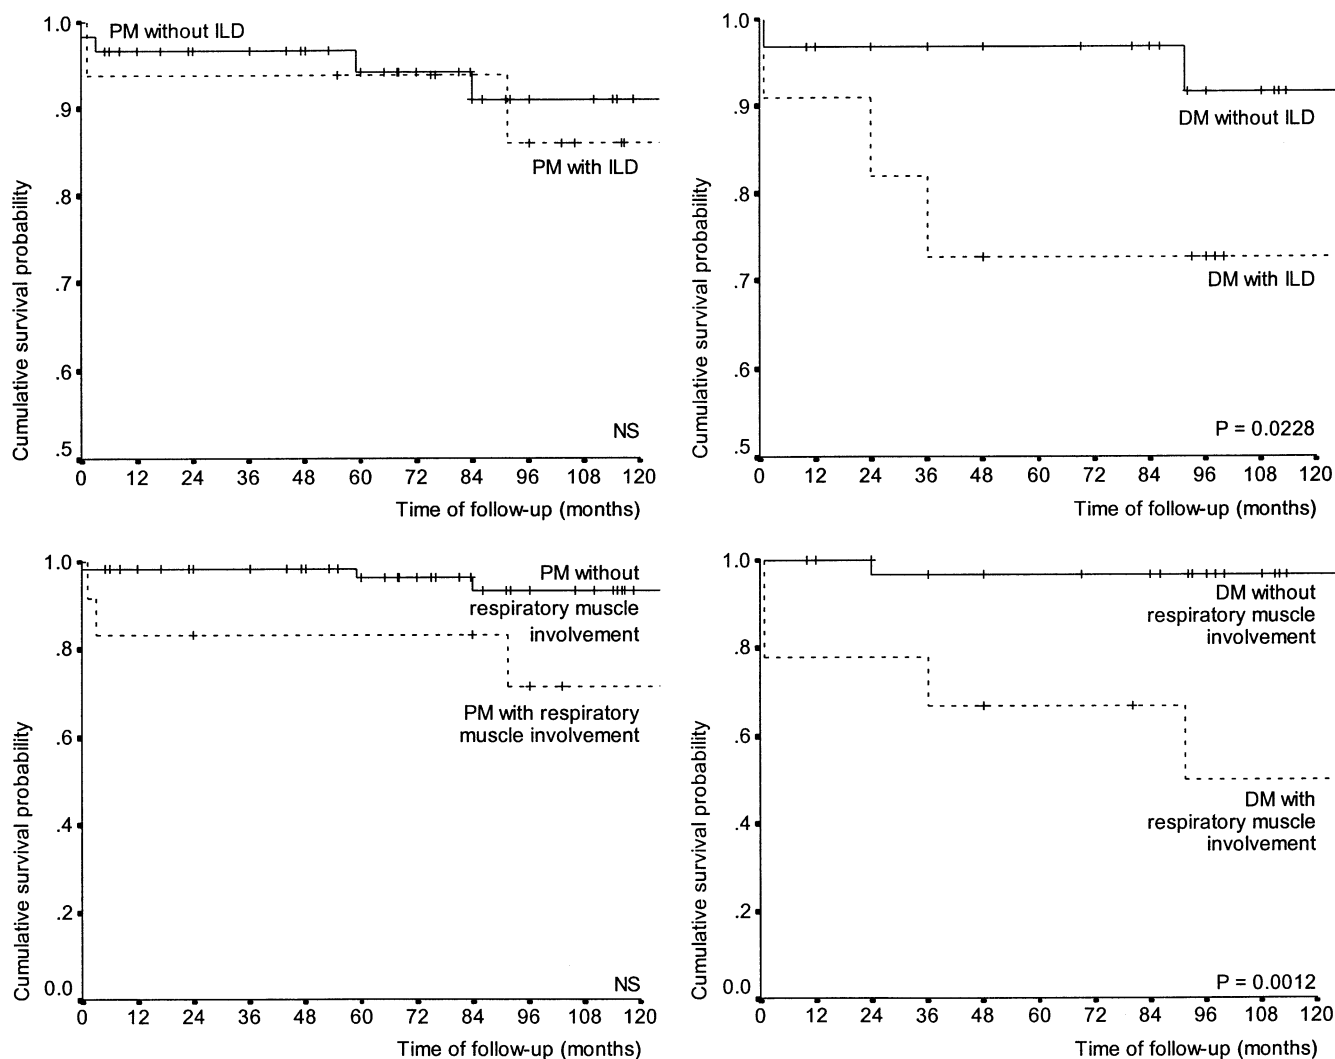 Cumulative survival probability
1.0
.9
.8
.7
.6
.5
PM without ILD
PM with ILD
NS
0 12 24 36 48 60 72 84 96 108 120
Time of follow-up (months)
Cumulative survival probability
1.0
.9
.8
.7
.6
.5
DM without ILD
DM with ILD
P = 0.0228
0 12 24 36 48 60 72 84 96 108 120
Time of follow-up (months)
Cumulative survival probability
1.0
.8
.6
.4
.2
0.0
PM without
respiratory muscle
involvement
PM with respiratory
muscle involvement
NS
0 12 24 36 48 60 72 84 96 108 120
Time of follow-up (months)
Cumulative survival probability
1.0
.8
.6
.4
.2
0.0
DM without
respiratory muscle
involvement
DM with
respiratory muscle
involvement
P = 0.0012
0 12 24 36 48 60 72 84 96 108 120
Time of follow-up (months)